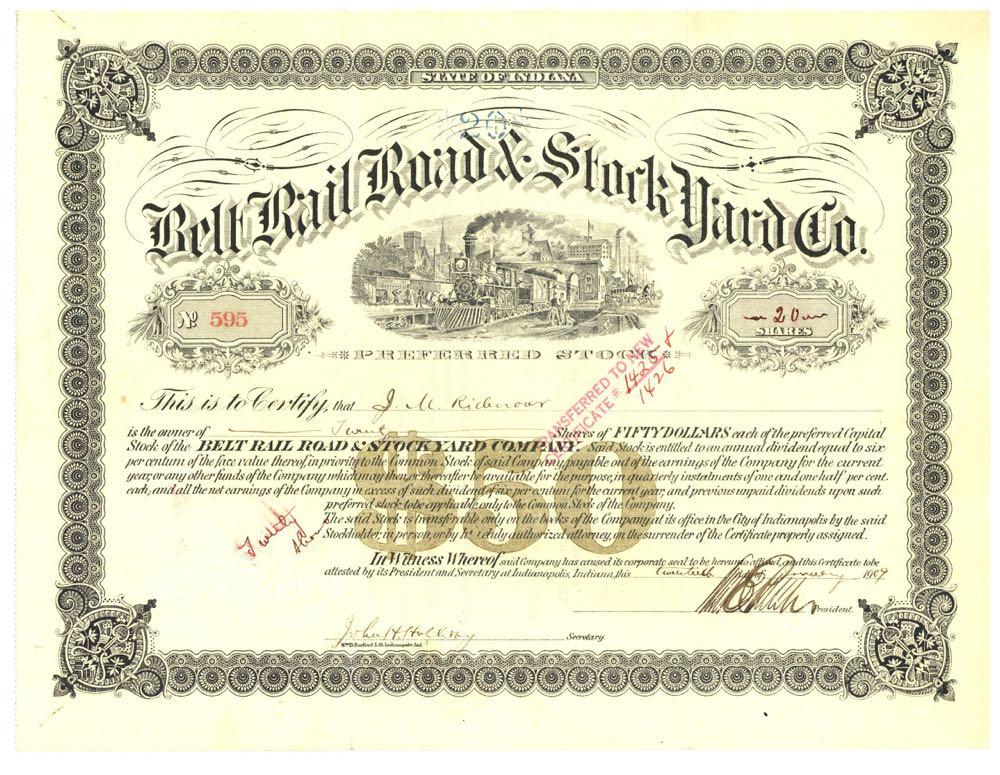 STATE OF INDIANA
20
Belt Rail Road & Stock Yard Co.
No 595
20
SHARES
PREFERRED STOCK
TRANSFERRED TO NEW
CERTIFICATE # 1425 &
1426
This is to Certify, that J. M. Ridenour
is the owner of Twenty Shares of FIFTY DOLLARS each of the preferred Capital
Stock of the BELT RAIL ROAD & STOCK YARD COMPANY. Said Stock is entitled to an annual dividend equal to six
per centum of the face value thereof, in priority to the Common Stock of said Company, payable out of the earnings of the Company for the current
year, or any other funds of the Company which may then, or thereafter be available for the purpose, in quarterly instalments of one and one half per cent.
each, and all the net earnings of the Company in excess of such dividend of six per centum for the current year, and previous unpaid dividends upon such
preferred stock to be applicable only to the Common Stock of the Company.
The said Stock is transferable only on the books of the Company at its office in the City of Indianapolis by the said
Stockholder, in person, or by his duly authorized attorney, on the surrender of the Certificate properly assigned.
$50
Twenty
In Witness Whereof said Company has caused its corporate seal to be hereunto affixed, and this Certificate to be
attested by its President and Secretary at Indianapolis, Indiana, this twentieth day of January 1909
President.
John H. Holliday Secretary.
Wm. B. Burford Lith. Indianapolis, Ind.